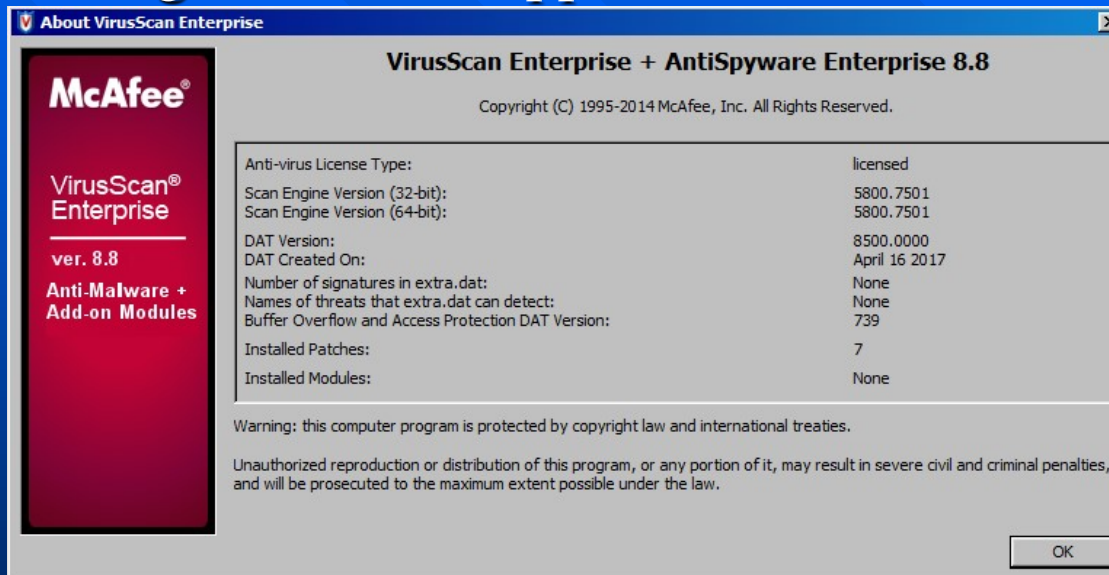 About VirusScan Enterprise
McAfee®
VirusScan®
Enterprise
ver. 8.8
Anti-Malware +
Add-on Modules
VirusScan Enterprise + AntiSpyware Enterprise 8.8
Copyright (C) 1995-2014 McAfee, Inc. All Rights Reserved.
Anti-virus License Type: licensed
Scan Engine Version (32-bit): 5800.7501
Scan Engine Version (64-bit): 5800.7501
DAT Version: 8500.0000
DAT Created On: April 16 2017
Number of signatures in extra.dat: None
Names of threats that extra.dat can detect: None
Buffer Overflow and Access Protection DAT Version: 739
Installed Patches: 7
Installed Modules: None
Warning: this computer program is protected by copyright law and international treaties.
Unauthorized reproduction or distribution of this program, or any portion of it, may result in severe civil and criminal penalties,
and will be prosecuted to the maximum extent possible under the law.
OK